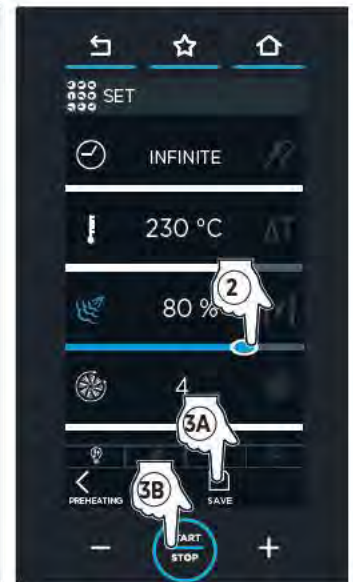 SET
INFINITE
230 °C
ΔT
80 %
2
4
3A
PREHEATING
3B
SAVE
START
STOP
- +